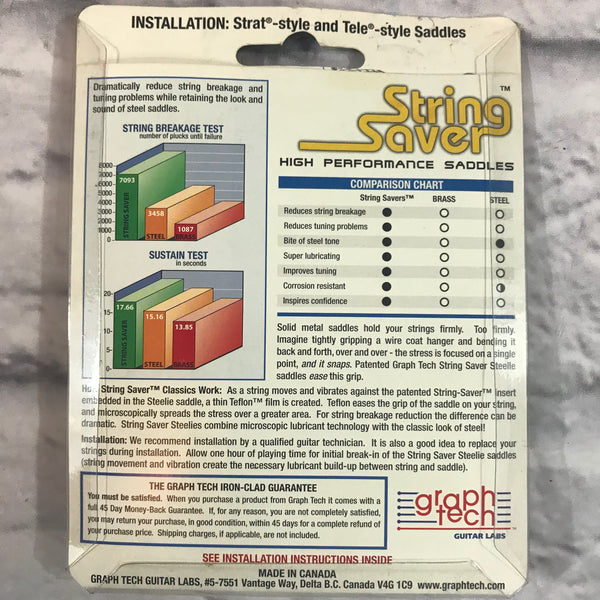 INSTALLATION: Strat®-style and Tele®-style Saddles
Dramatically reduce string breakage and
tuning problems while retaining the look and
sound of steel saddles.
STRING BREAKAGE TEST
number of plucks until failure
8000
7000
6000
5000
4000
3000
2000
1000
0
7093
3458
1087
STRING SAVER
STEEL
BRASS
SUSTAIN TEST
in seconds
20
15
10
5
0
17.66
15.16
13.85
STRING SAVER
STEEL
BRASS
String Saver™
HIGH PERFORMANCE SADDLES
COMPARISON CHART
String Savers™ BRASS STEEL
Reduces string breakage
Reduces tuning problems
Bite of steel tone
Super lubricating
Improves tuning
Corrosion resistant
Inspires confidence
Solid metal saddles hold your strings firmly. Too firmly.
Imagine tightly gripping a wire coat hanger and bending it
back and forth, over and over - the stress is focused on a single
point, and it snaps. Patented Graph Tech String Saver Steelie
saddles ease this grip.
How String Saver™ Classics Work: As a string moves and vibrates against the patented String-Saver™ insert
embedded in the Steelie saddle, a thin Teflon™ film is created. Teflon eases the grip of the saddle on your string,
and microscopically spreads the stress over a greater area. For string breakage reduction the difference can be
dramatic. String Saver Steelies combine microscopic lubricant technology with the classic look of steel!
Installation: We recommend installation by a qualified guitar technician. It is also a good idea to replace your
strings during installation. Allow one hour of playing time for initial break-in of the String Saver Steelie saddles
(string movement and vibration create the necessary lubricant build-up between string and saddle).
THE GRAPH TECH IRON-CLAD GUARANTEE
You must be satisfied. When you purchase a product from Graph Tech it comes with a
full 45 Day Money-Back Guarantee. If, for any reason, you are not completely satisfied,
you may return your purchase, in good condition, within 45 days for a complete refund of
your purchase price. Shipping charges, if applicable, are not included.
graph
tech
GUITAR LABS
SEE INSTALLATION INSTRUCTIONS INSIDE
MADE IN CANADA
GRAPH TECH GUITAR LABS, #5-7551 Vantage Way, Delta B.C. Canada V4G 1C9 www.graphtech.com